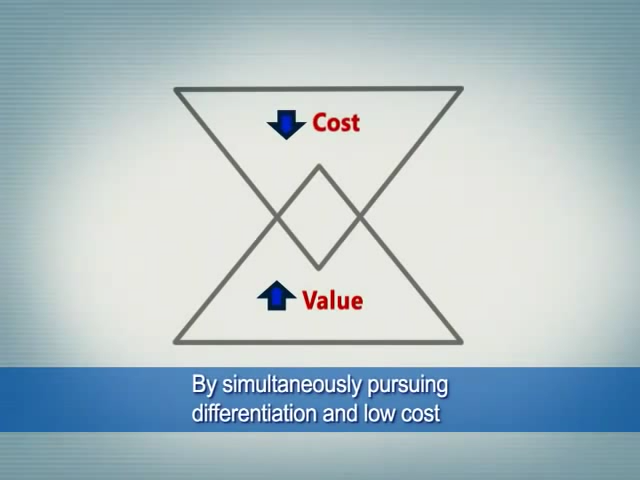 Cost
Value
By simultaneously pursuing
differentiation and low cost